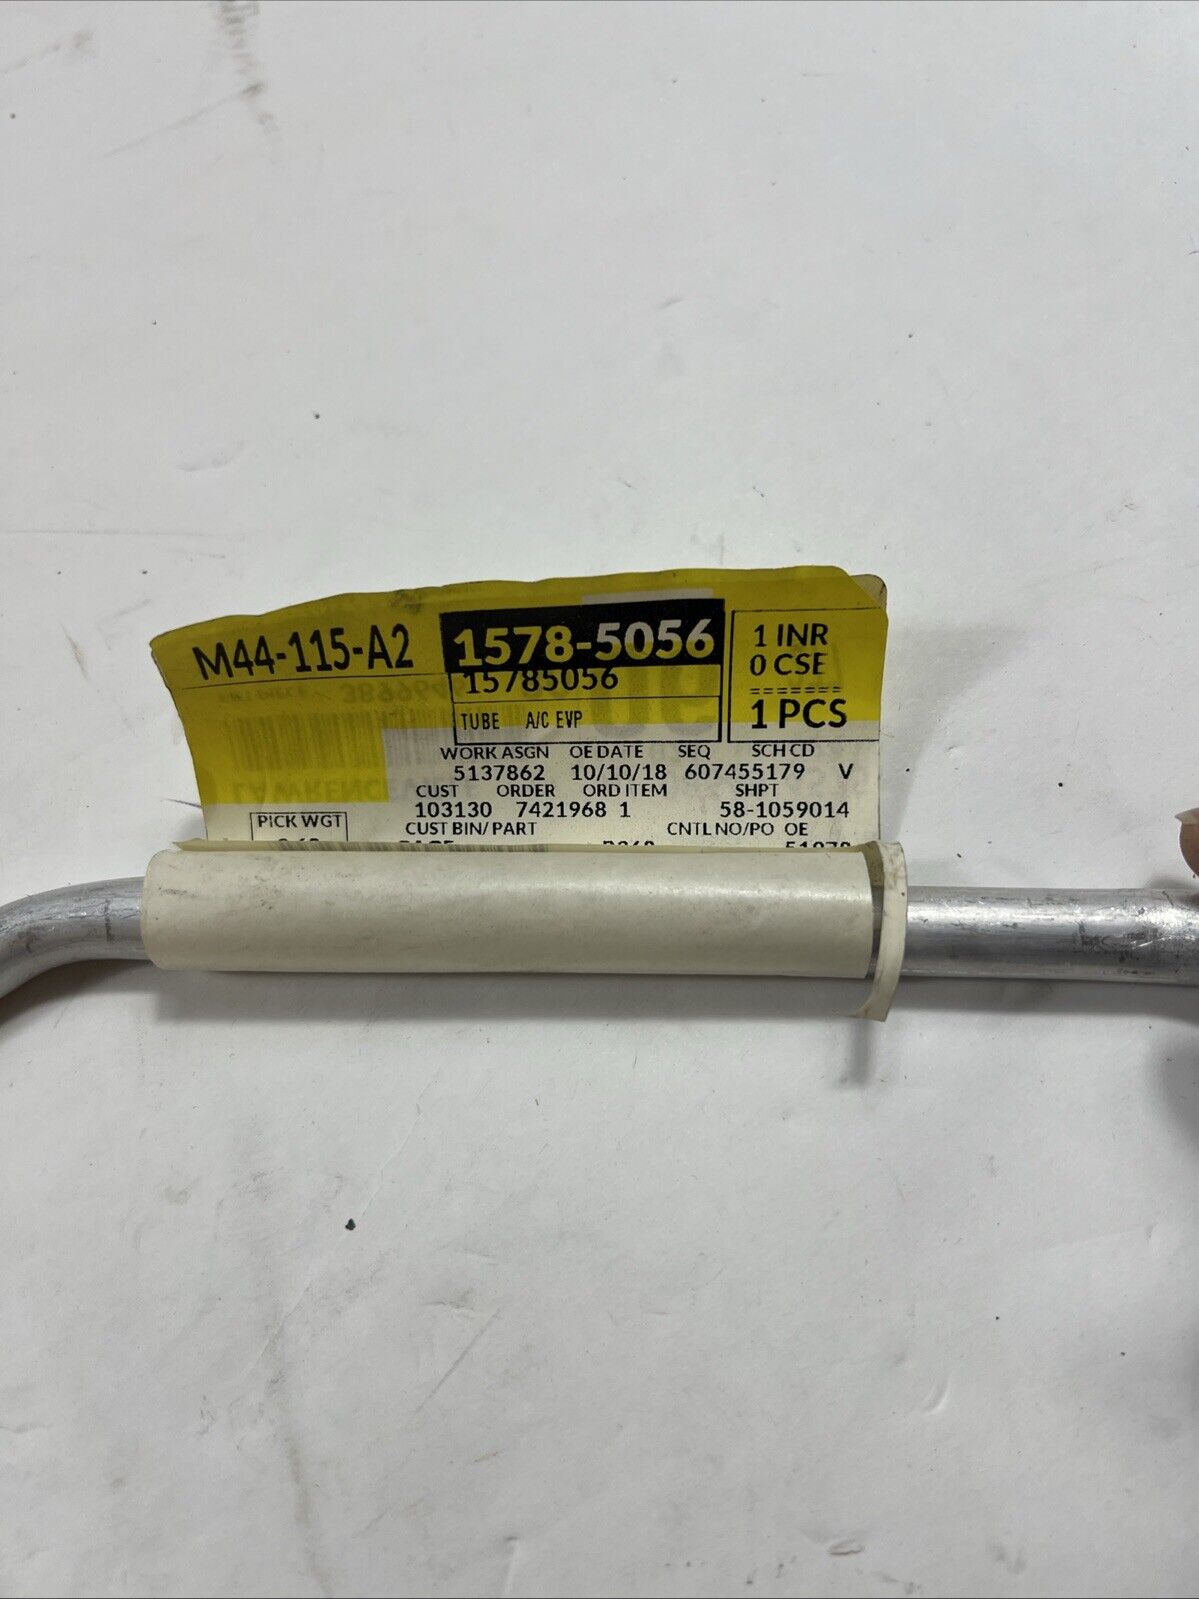 M44-115-A2
1578-5056
15785056
TUBE A/C EVP
1 INR
0 CSE
=======
1 PCS
WORK ASGN OE DATE SEQ SCH CD
5137862 10/10/18 607455179 V
CUST ORDER ORD ITEM SHPT
103130 7421968 1 58-1059014
PICK WGT
CUST BIN/PART CNTL NO/PO OE